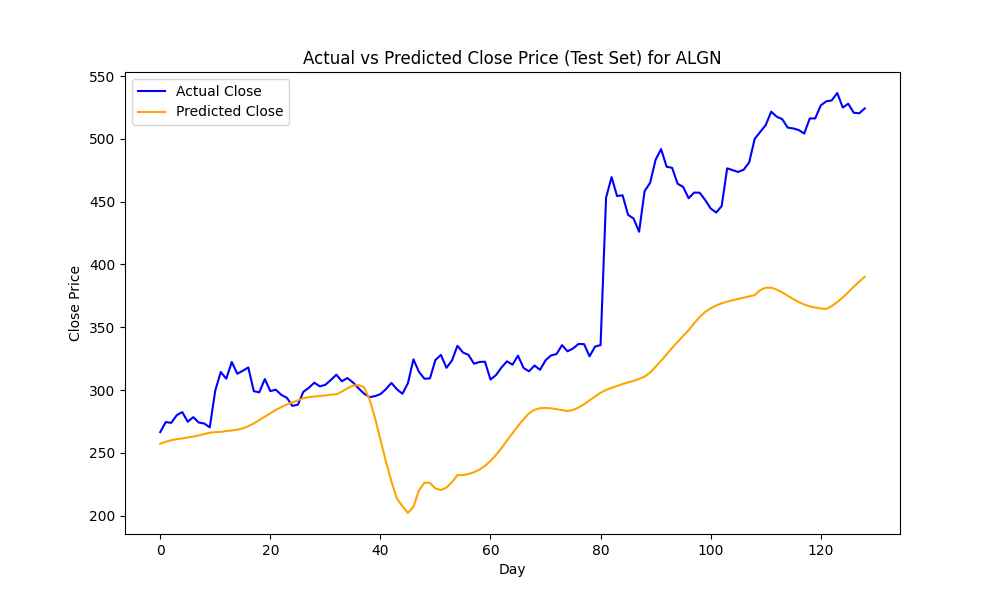 Actual vs Predicted Close Price (Test Set) for ALGN
Actual Close
Predicted Close
Close Price
550
500
450
400
350
300
250
200
0 20 40 60 80 100 120
Day